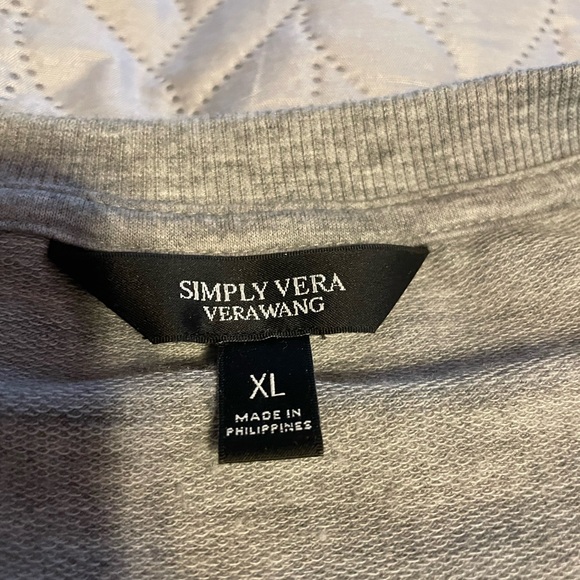 SIMPLY VERA
VERAWANG
XL
MADE IN
PHILIPPINES